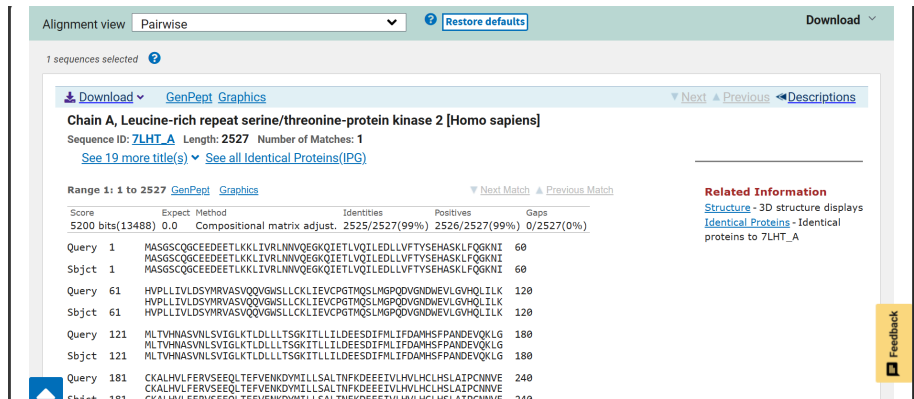 Alignment view Pairwise ? Restore defaults Download
1 sequences selected ?
Download GenPept Graphics Next Previous Descriptions
Chain A, Leucine-rich repeat serine/threonine-protein kinase 2 [Homo sapiens]
Sequence ID: 7LHT_A Length: 2527 Number of Matches: 1
See 19 more title(s) See all Identical Proteins(IPG)
Range 1: 1 to 2527 GenPept Graphics Next Match Previous Match
Score Expect Method Identities Positives Gaps
5200 bits(13488) 0.0 Compositional matrix adjust. 2525/2527(99%) 2526/2527(99%) 0/2527(0%)
Query 1 MASGSCQGCEEDEETLKKLIVRLNNVQEGKQIETLVQILEDLLVFTYSEHASKLFQGKNI 60
MASGSCQGCEEDEETLKKLIVRLNNVQEGKQIETLVQILEDLLVFTYSEHASKLFQGKNI
Sbjct 1 MASGSCQGCEEDEETLKKLIVRLNNVQEGKQIETLVQILEDLLVFTYSEHASKLFQGKNI 60
Query 61 HVPLLIVLDSYMRVASVQQVGWSLLCKLIEVCPGTMQSLMGPQDVGNDWEVLGVHQLILK 120
HVPLLIVLDSYMRVASVQQVGWSLLCKLIEVCPGTMQSLMGPQDVGNDWEVLGVHQLILK
Sbjct 61 HVPLLIVLDSYMRVASVQQVGWSLLCKLIEVCPGTMQSLMGPQDVGNDWEVLGVHQLILK 120
Query 121 MLTVHNASVNLSVIGLKTLDLLLTSGKITLLILDEESDIFMLIFDAMHSFPANDEVQKLG 180
MLTVHNASVNLSVIGLKTLDLLLTSGKITLLILDEESDIFMLIFDAMHSFPANDEVQKLG
Sbjct 121 MLTVHNASVNLSVIGLKTLDLLLTSGKITLLILDEESDIFMLIFDAMHSFPANDEVQKLG 180
Query 181 CKALHVLFERVSEEQLTEFVENKDYMILLSALTNFKDEEEIVLHVLHCLHSLAIPCNNVE 240
CKALHVLFERVSEEQLTEFVENKDYMILLSALTNFKDEEEIVLHVLHCLHSLAIPCNNVE
Sbjct 181 CKALHVLFERVSEEQLTEFVENKDYMILLSALTNFKDEEEIVLHVLHCLHSLAIPCNNVE 240
Related Information
Structure - 3D structure displays
Identical Proteins - Identical
proteins to 7LHT_A
Feedback